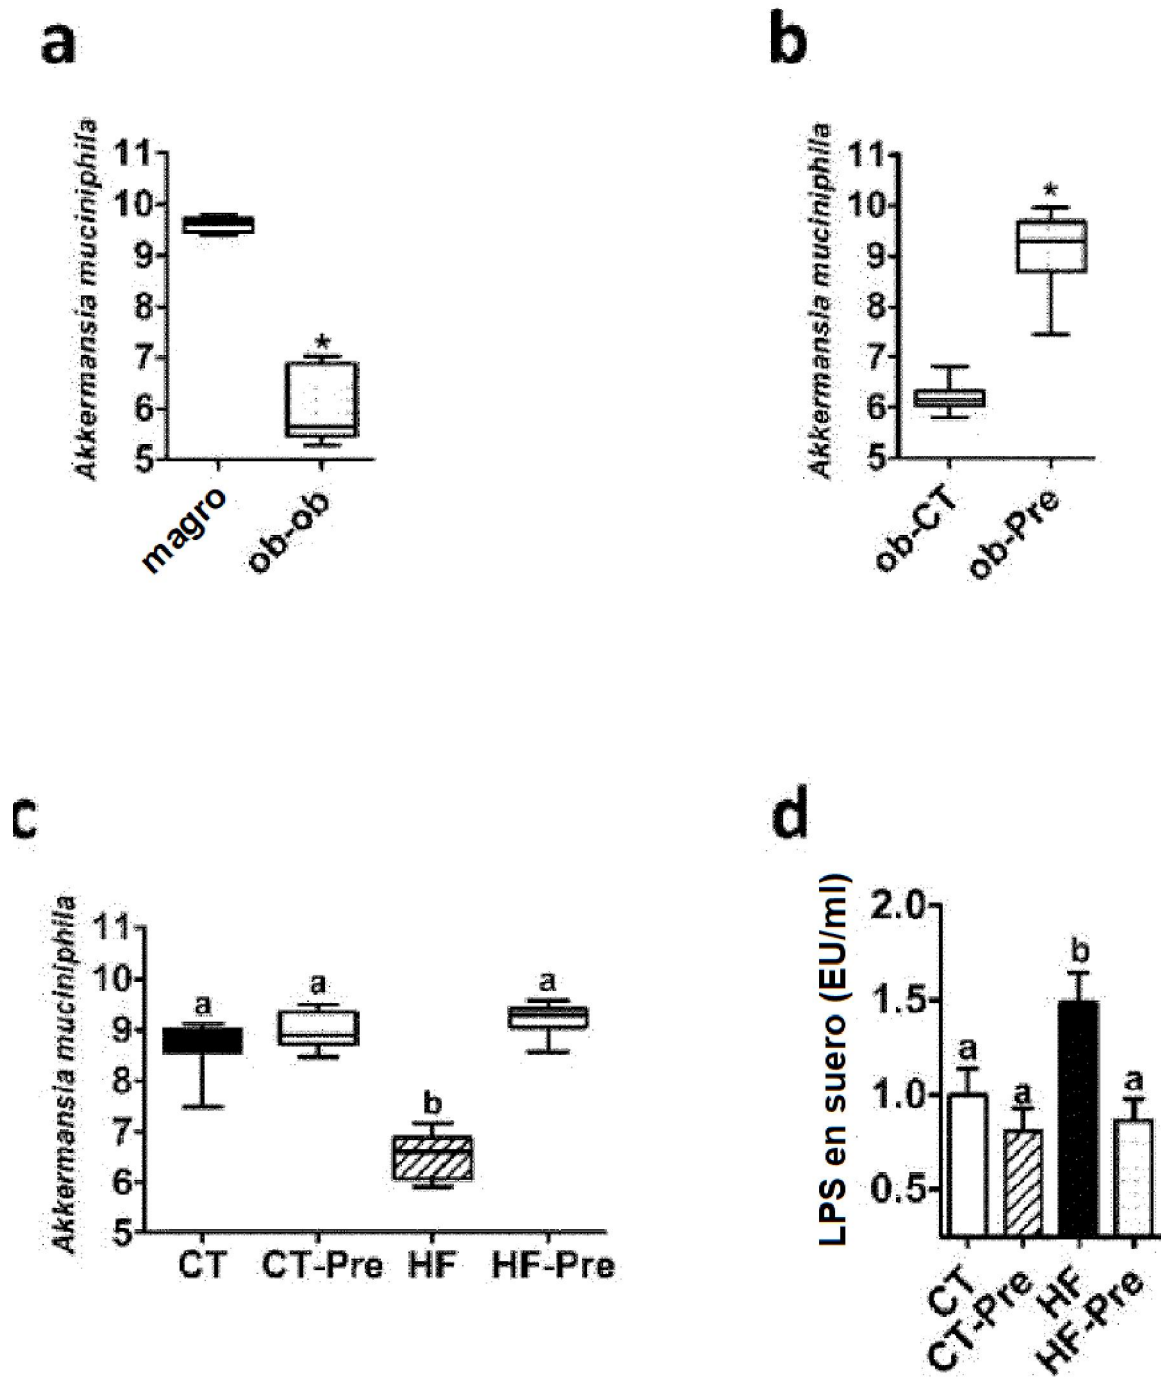 a
Akkermansia muciniphila
11
10
9
8
7
6
5
*
magro
ob-ob
b
Akkermansia muciniphila
11
10
9
8
7
6
5
*
ob-CT
ob-Pre
c
Akkermansia muciniphila
11
10
9
8
7
6
5
a
a
b
a
CT
CT-Pre
HF
HF-Pre
d
LPS en suero (EU/ml)
2.0
1.5
1.0
0.5
a
a
b
a
CT
CT-Pre
HF
HF-Pre